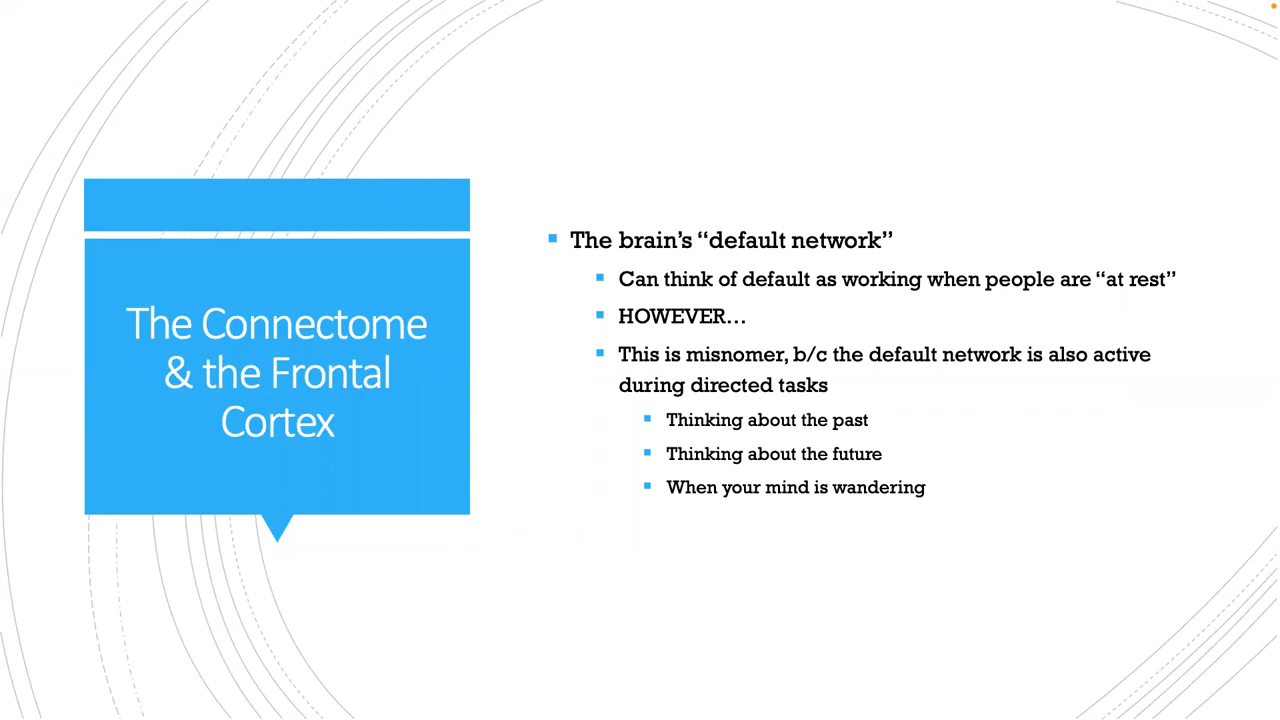 The Connectome
& the Frontal
Cortex
The brain’s “default network”
Can think of default as working when people are “at rest”
HOWEVER…
This is misnomer, b/c the default network is also active
during directed tasks
Thinking about the past
Thinking about the future
When your mind is wandering